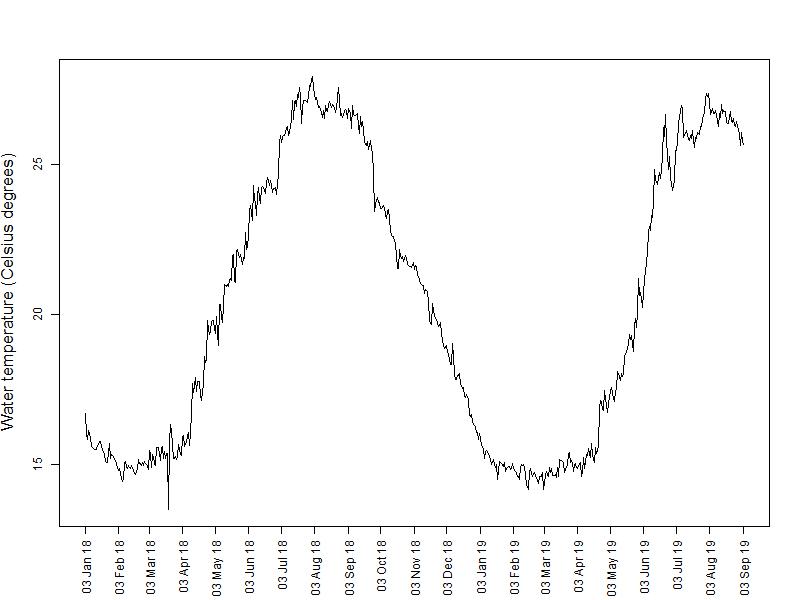 Water temperature (Celsius degrees)
25
20
15
03 Jan 18
03 Feb 18
03 Mar 18
03 Apr 18
03 May 18
03 Jun 18
03 Jul 18
03 Aug 18
03 Sep 18
03 Oct 18
03 Nov 18
03 Dec 18
03 Jan 19
03 Feb 19
03 Mar 19
03 Apr 19
03 May 19
03 Jun 19
03 Jul 19
03 Aug 19
03 Sep 19